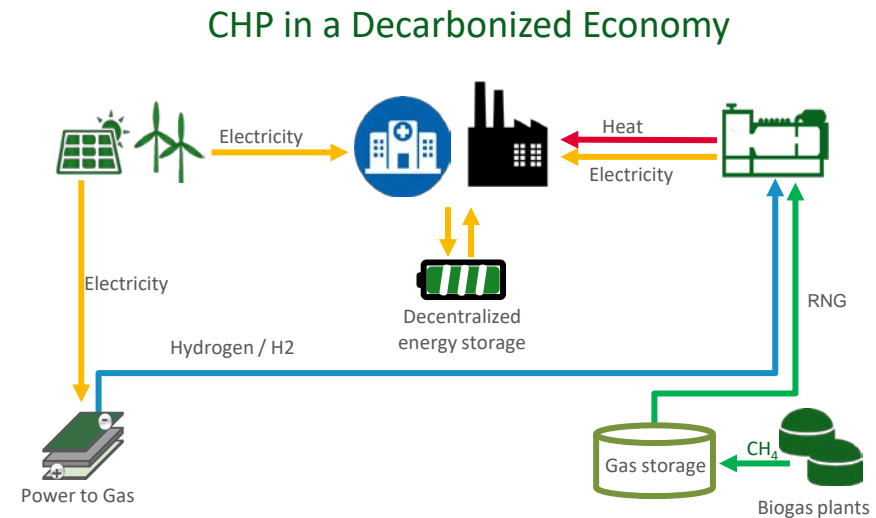 CHP in a Decarbonized Economy
Electricity
Heat
Electricity
Electricity
Decentralized
energy storage
RNG
Hydrogen / H2
-
+
Power to Gas
Gas storage
CH₄
Biogas plants